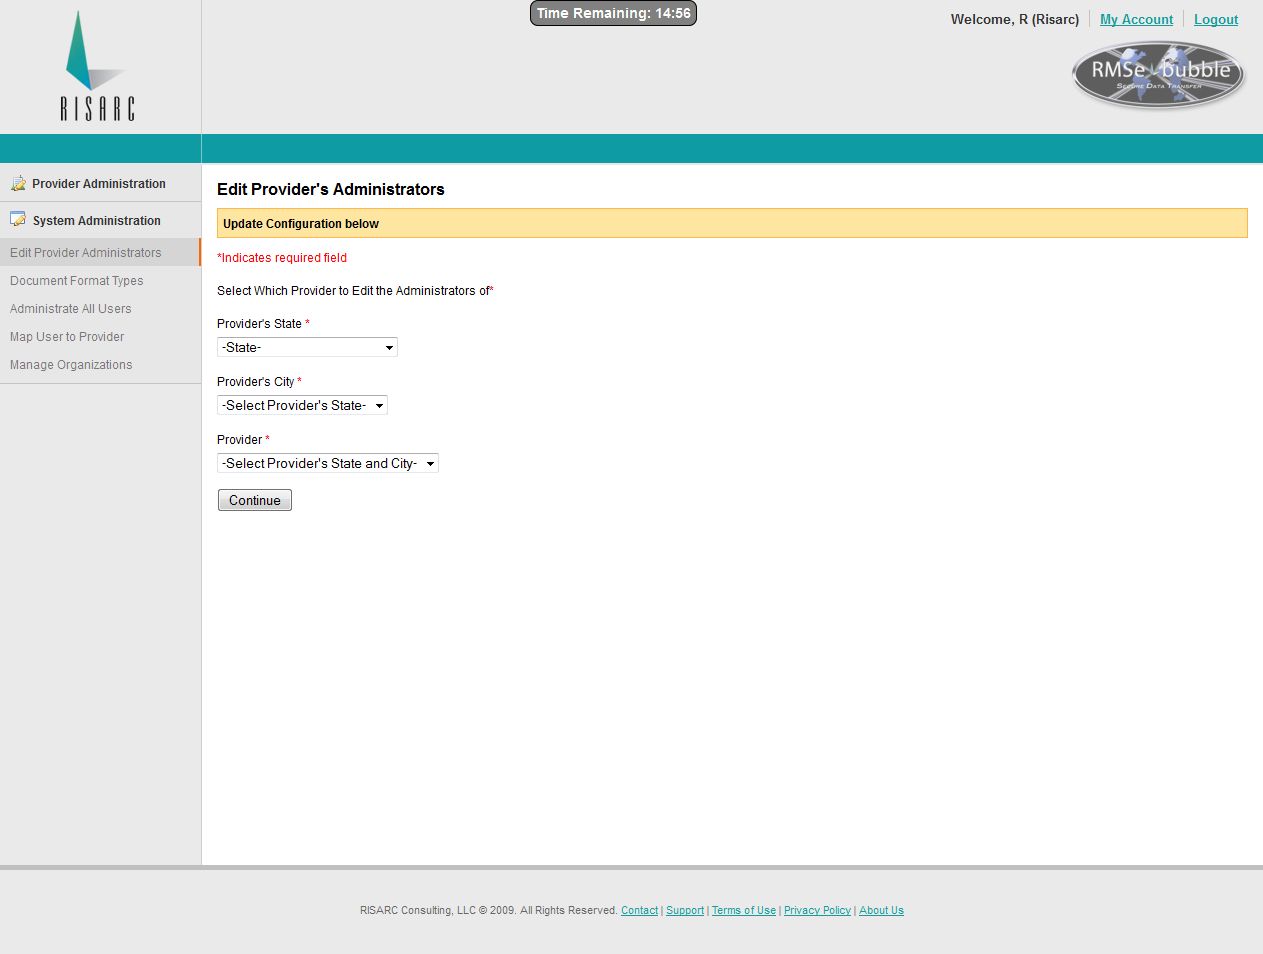 Time Remaining: 14:56
Welcome, R (Risarc)
My Account
Logout
RISARC
RMSe bubble
SECURE DATA TRANSFER
Provider Administration
System Administration
Edit Provider Administrators
Document Format Types
Administrate All Users
Map User to Provider
Manage Organizations
Edit Provider's Administrators
Update Configuration below
*Indicates required field
Select Which Provider to Edit the Administrators of*
Provider's State *
-State-
Provider's City *
-Select Provider's State-
Provider *
-Select Provider's State and City-
Continue
RISARC Consulting, LLC © 2009. All Rights Reserved. Contact | Support | Terms of Use | Privacy Policy | About Us